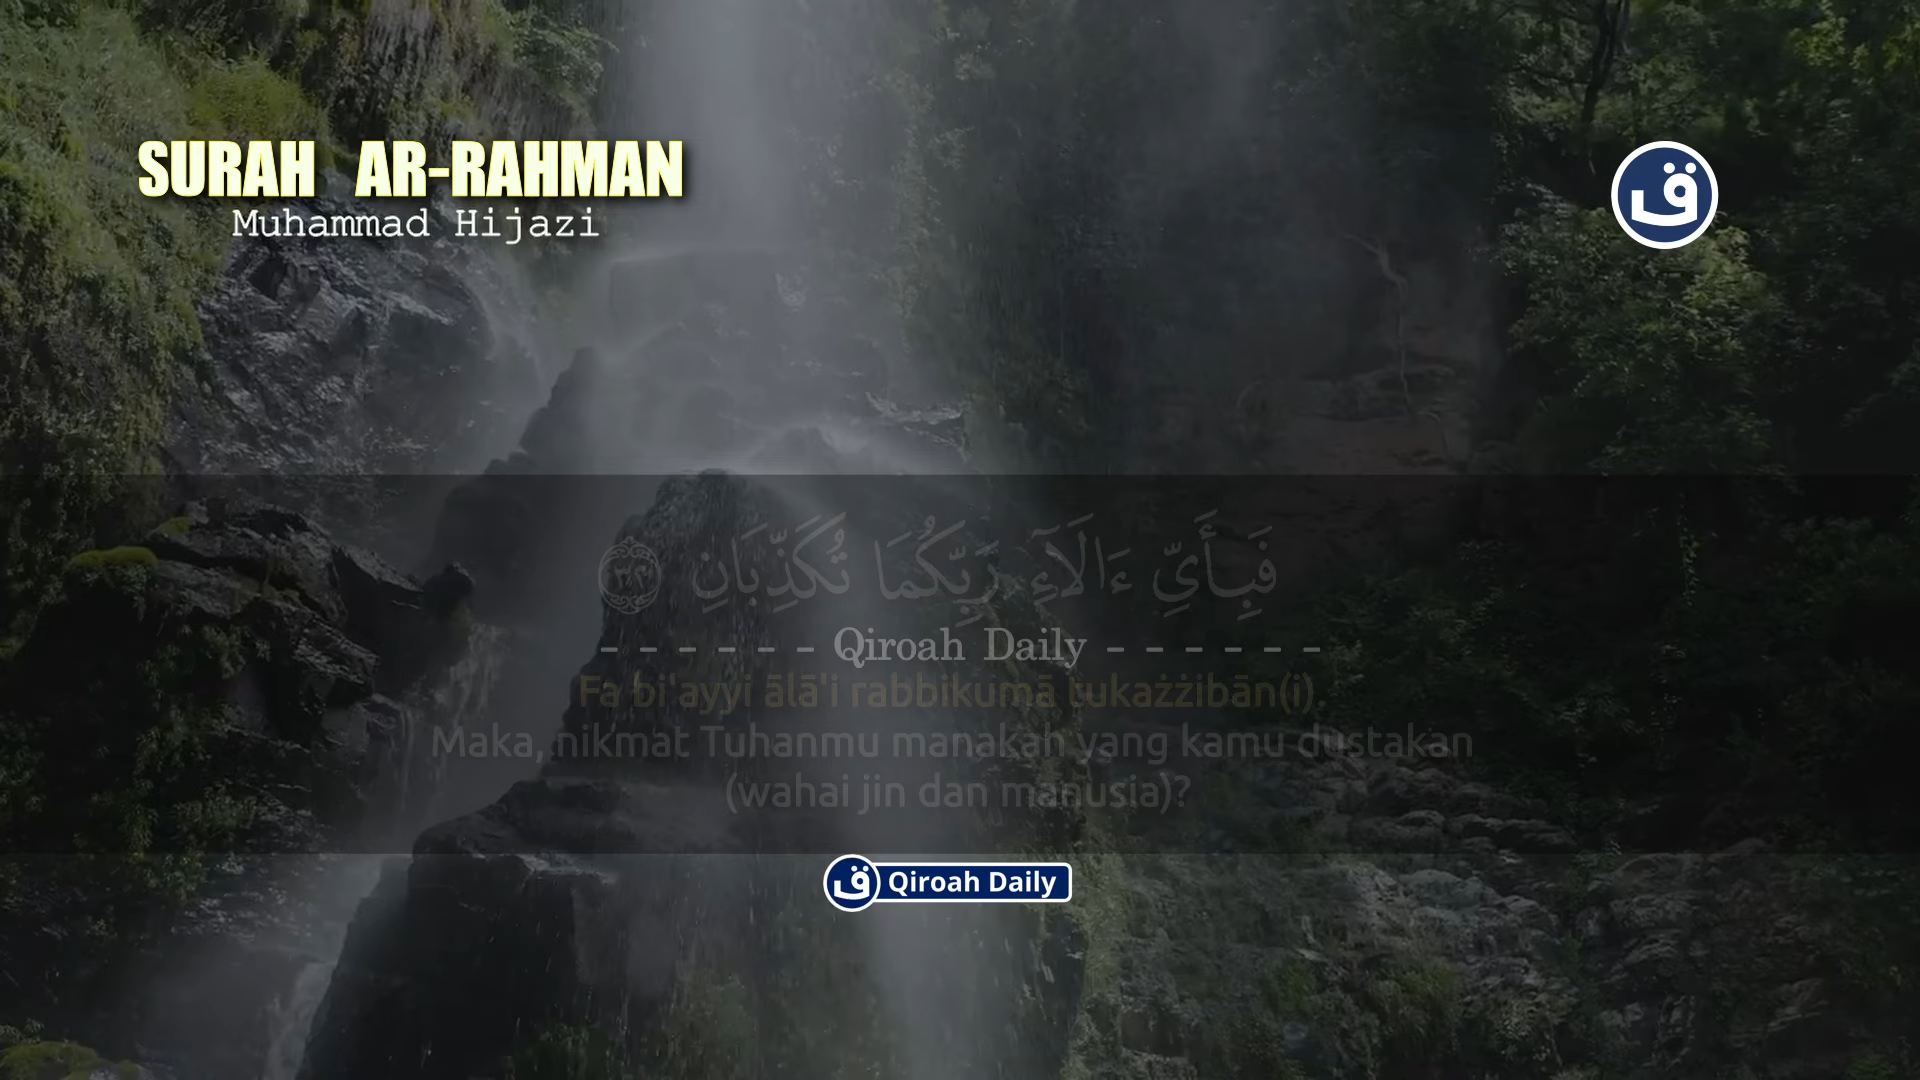 SURAH AR-RAHMAN
Muhammad Hijazi
ق
فَبِأَيِّ ءَالَآءِ رَبِّكُمَا تُكَذِّبَانِ ٣٢
- - - - - - Qiroah Daily - - - - - -
Fa bi'ayyi ālā'i rabbikumā tukażżibān(i).
Maka, nikmat Tuhanmu manakah yang kamu dustakan
(wahai jin dan manusia)?
ق Qiroah Daily